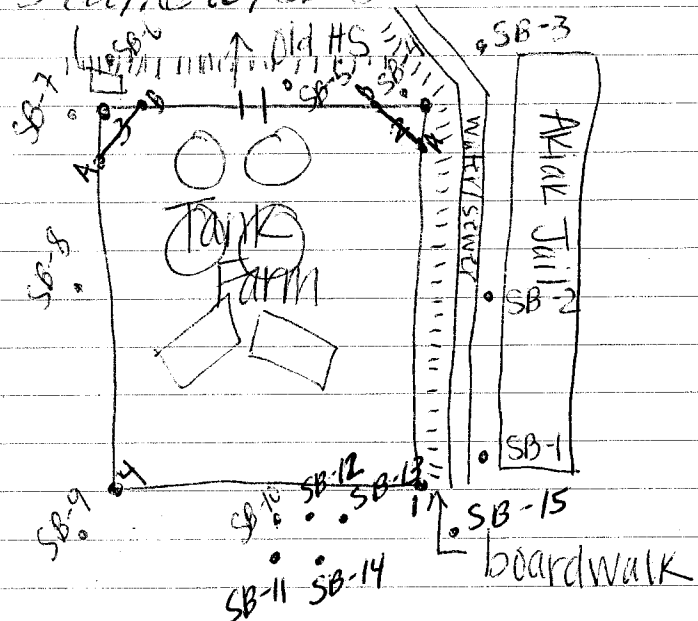 SB-6
Old HS
SB-3
SB-7
SB-5
SB-4
B
B
3
2
A
A
Water/sewer
Akiak Jail
Tank
Farm
SB-8
SB-2
SB-1
4
SB-12
SB-13
1
SB-9
SB-10
SB-15
SB-11
SB-14
boardwalk